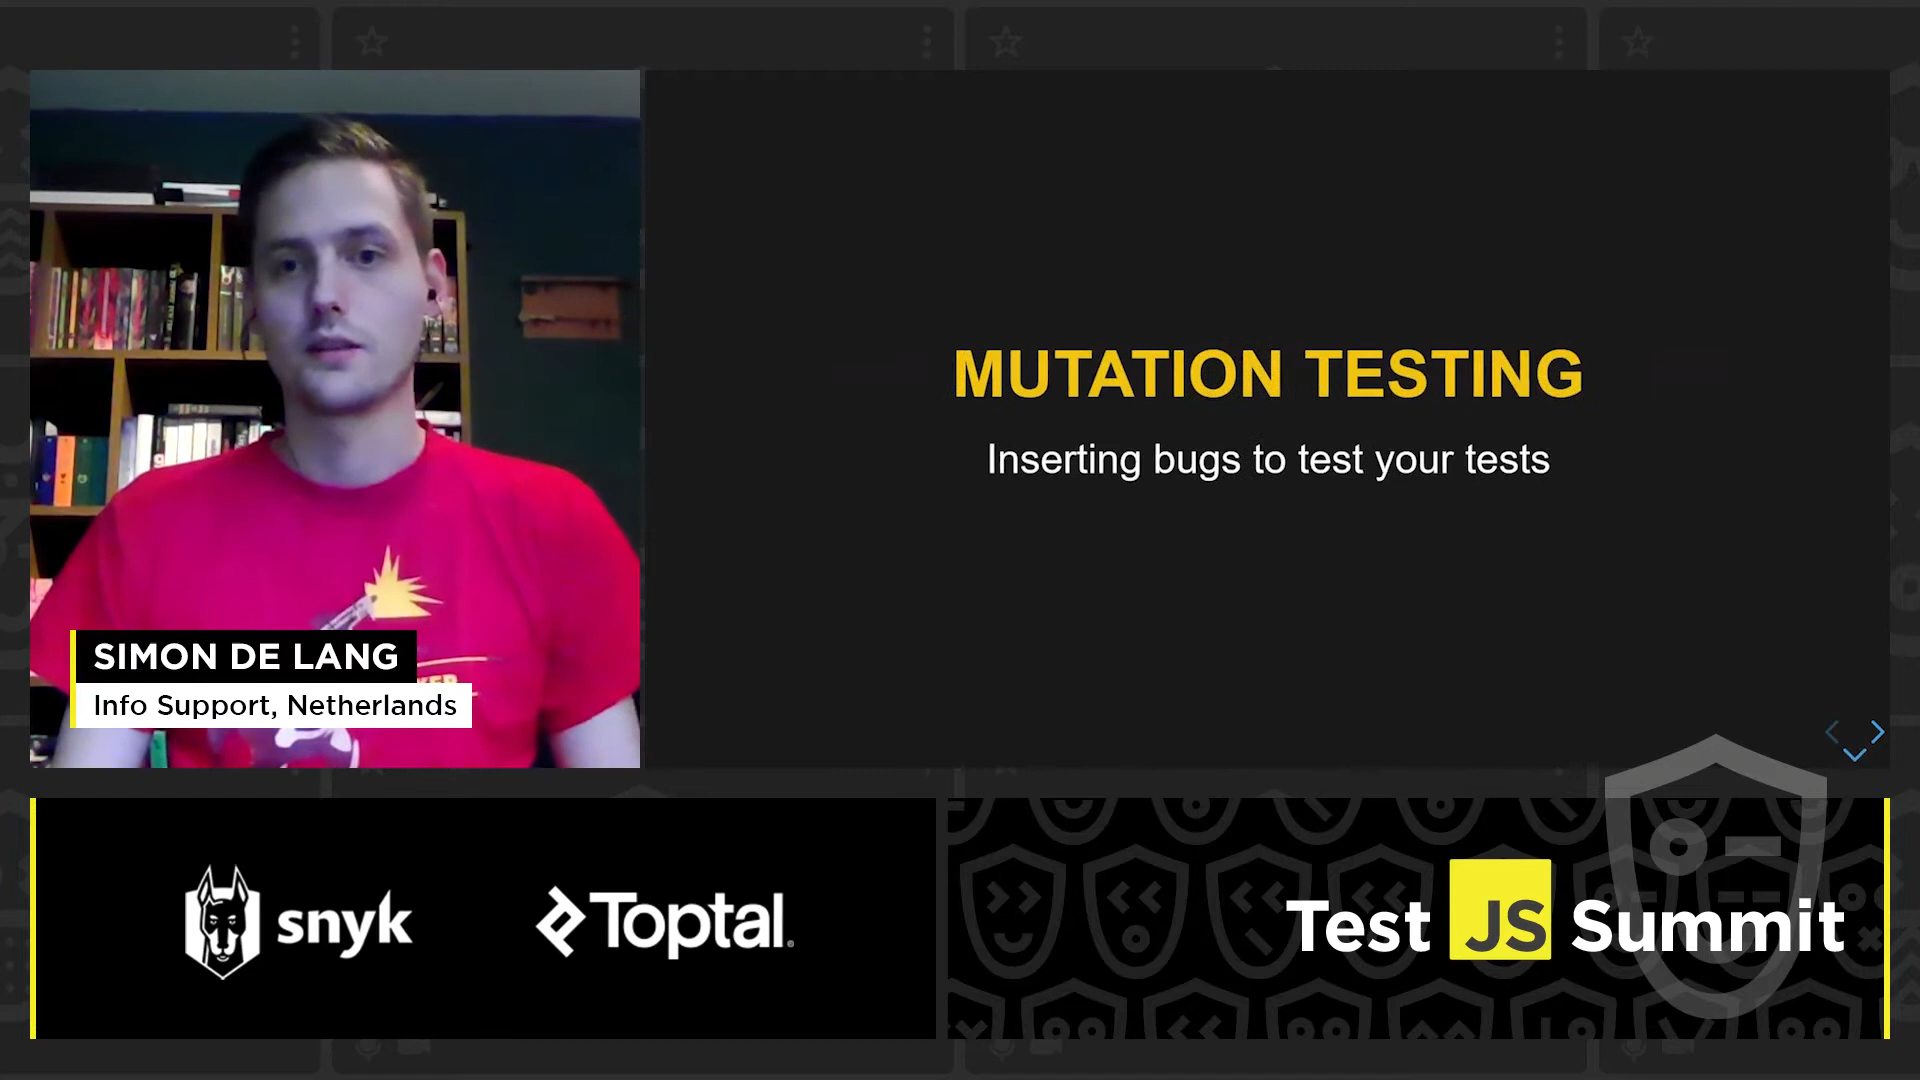 MUTATION TESTING
Inserting bugs to test your tests
SIMON DE LANG
Info Support, Netherlands
snyk
Toptal
Test JS Summit